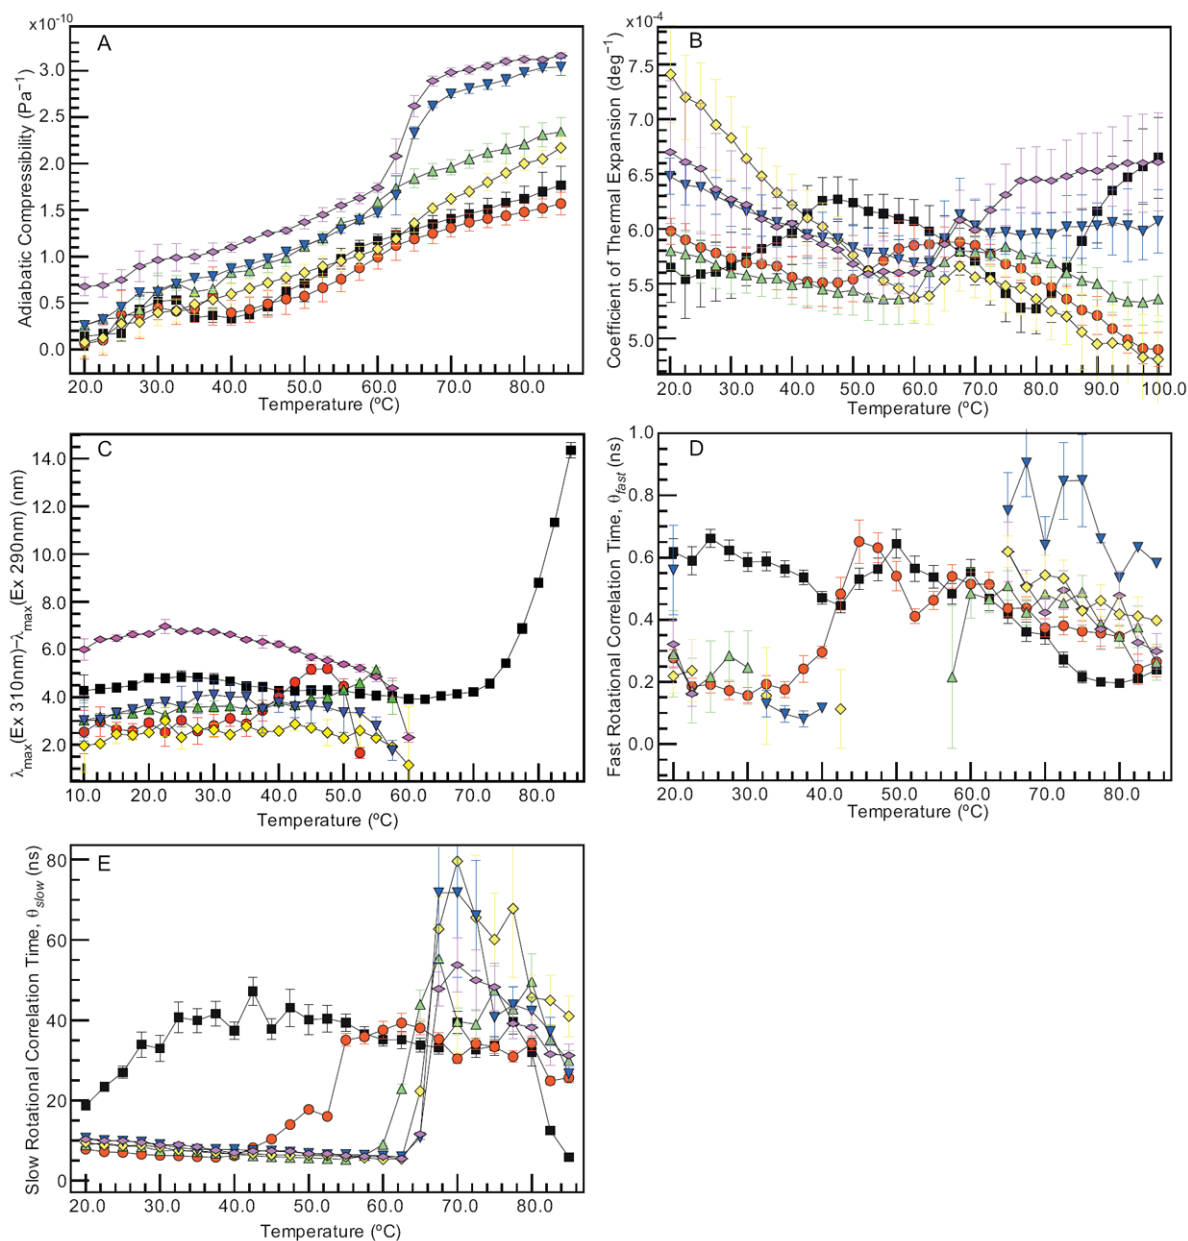 x10-10
A
Adiabatic Compressibility (Pa−1)
3.0
2.5
2.0
1.5
1.0
0.5
0.0
20.0 30.0 40.0 50.0 60.0 70.0 80.0
Temperature (ºC)
x10-4
B
Coefficient of Thermal Expansion (deg−1)
7.5
7.0
6.5
6.0
5.5
5.0
20.0 30.0 40.0 50.0 60.0 70.0 80.0 90.0 100.0
Temperature (ºC)
C
λmax(Ex 310nm)−λmax(Ex 290nm) (nm)
14.0
12.0
10.0
8.0
6.0
4.0
2.0
10.0 20.0 30.0 40.0 50.0 60.0 70.0 80.0
Temperature (ºC)
D
Fast Rotational Correlation Time, θfast (ns)
1.0
0.8
0.6
0.4
0.2
0.0
20.0 30.0 40.0 50.0 60.0 70.0 80.0
Temperature (ºC)
E
Slow Rotational Correlation Time, θslow (ns)
80
60
40
20
0
20.0 30.0 40.0 50.0 60.0 70.0 80.0
Temperature (ºC)